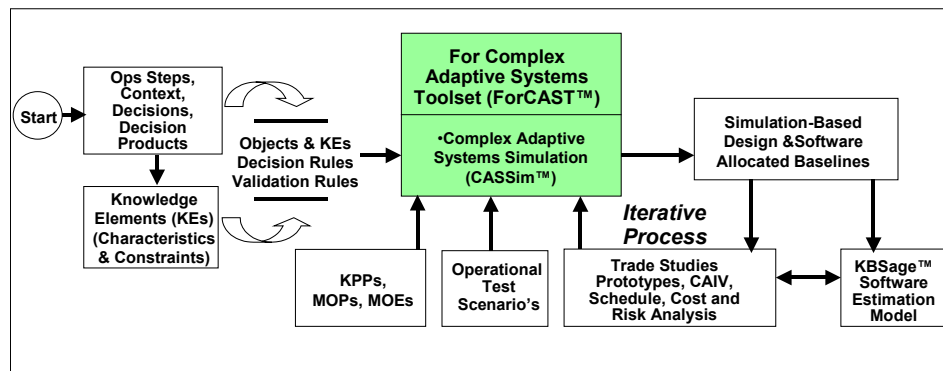 Start
Ops Steps,
Context,
Decisions,
Decision
Products
Knowledge
Elements (KEs)
(Characteristics
& Constraints)
Objects & KEs
Decision Rules
Validation Rules
For Complex
Adaptive Systems
Toolset (ForCAST™)
•Complex Adaptive
Systems Simulation
(CASSim™)
KPPs,
MOPs, MOEs
Operational
Test
Scenario's
Iterative
Process
Trade Studies
Prototypes, CAIV,
Schedule, Cost and
Risk Analysis
Simulation-Based
Design &Software
Allocated Baselines
KBSage™
Software
Estimation
Model